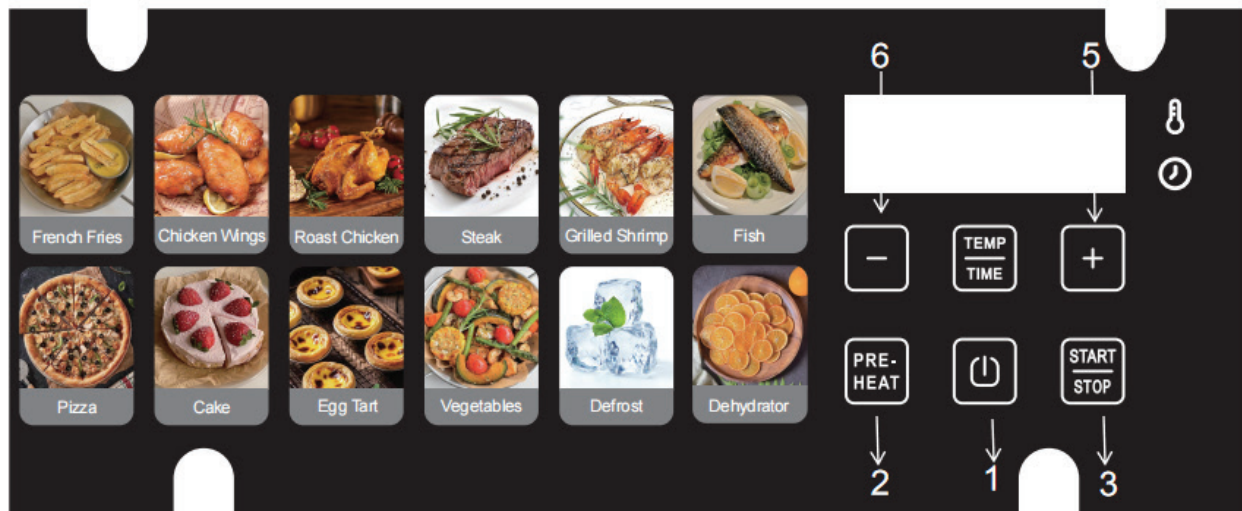 6 5
French Fries
Chicken Wings
Roast Chicken
Steak
Grilled Shrimp
Fish
−
TEMP
TIME
+
Pizza
Cake
Egg Tart
Vegetables
Defrost
Dehydrator
PRE-
HEAT
START
STOP
2 1 3